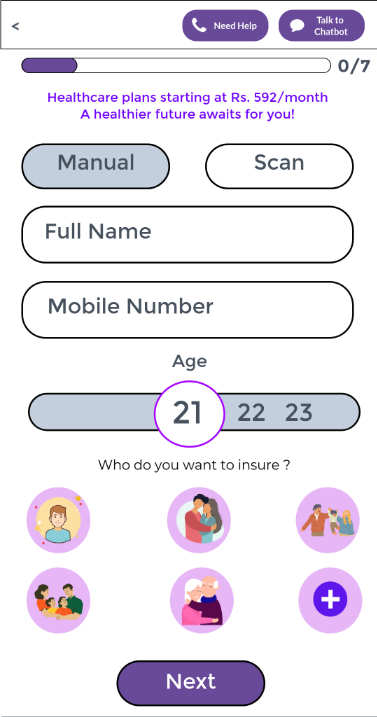 <
Need Help
Talk to
Chatbot
0/7
Healthcare plans starting at Rs. 592/month
A healthier future awaits for you!
Manual
Scan
Full Name
Mobile Number
Age
21 22 23
Who do you want to insure ?
+
Next